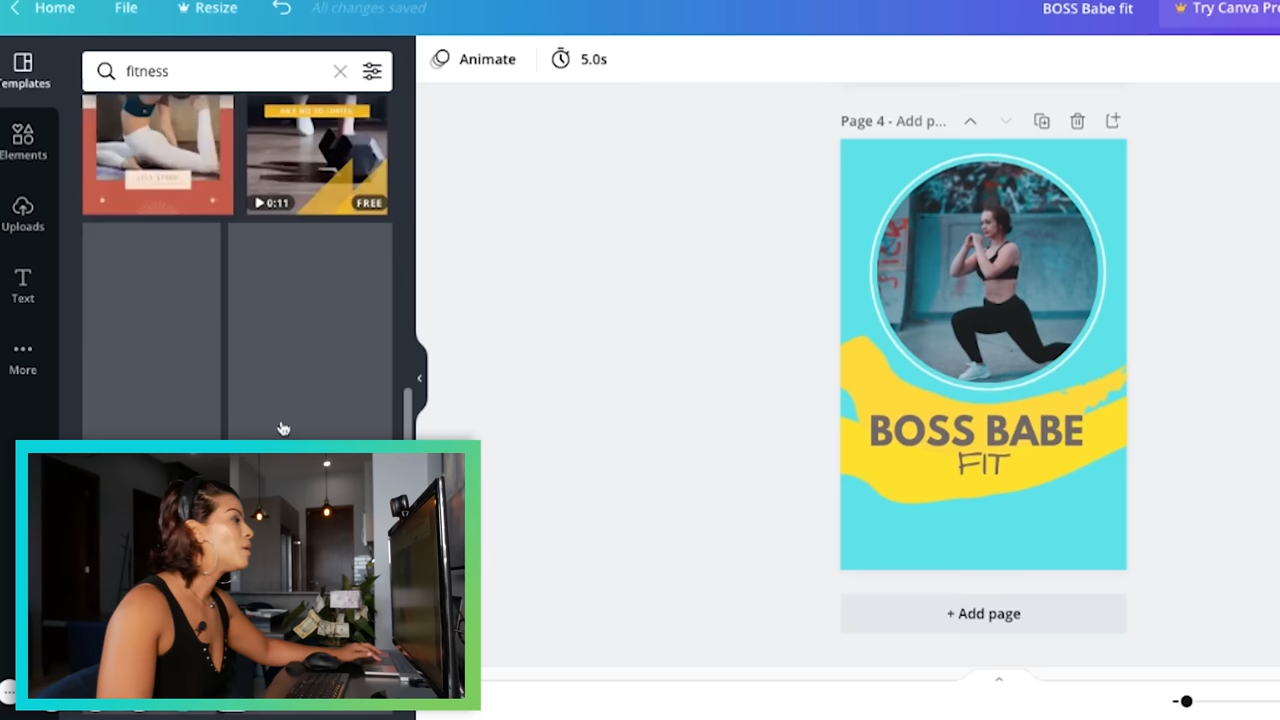 Home File Resize All changes saved BOSS Babe fit Try Canva Pr
Animate 5.0s
fitness
Templates
Elements
Uploads
Text
More
0:11 FREE
Page 4 - Add p...
BOSS BABE
FIT
+ Add page